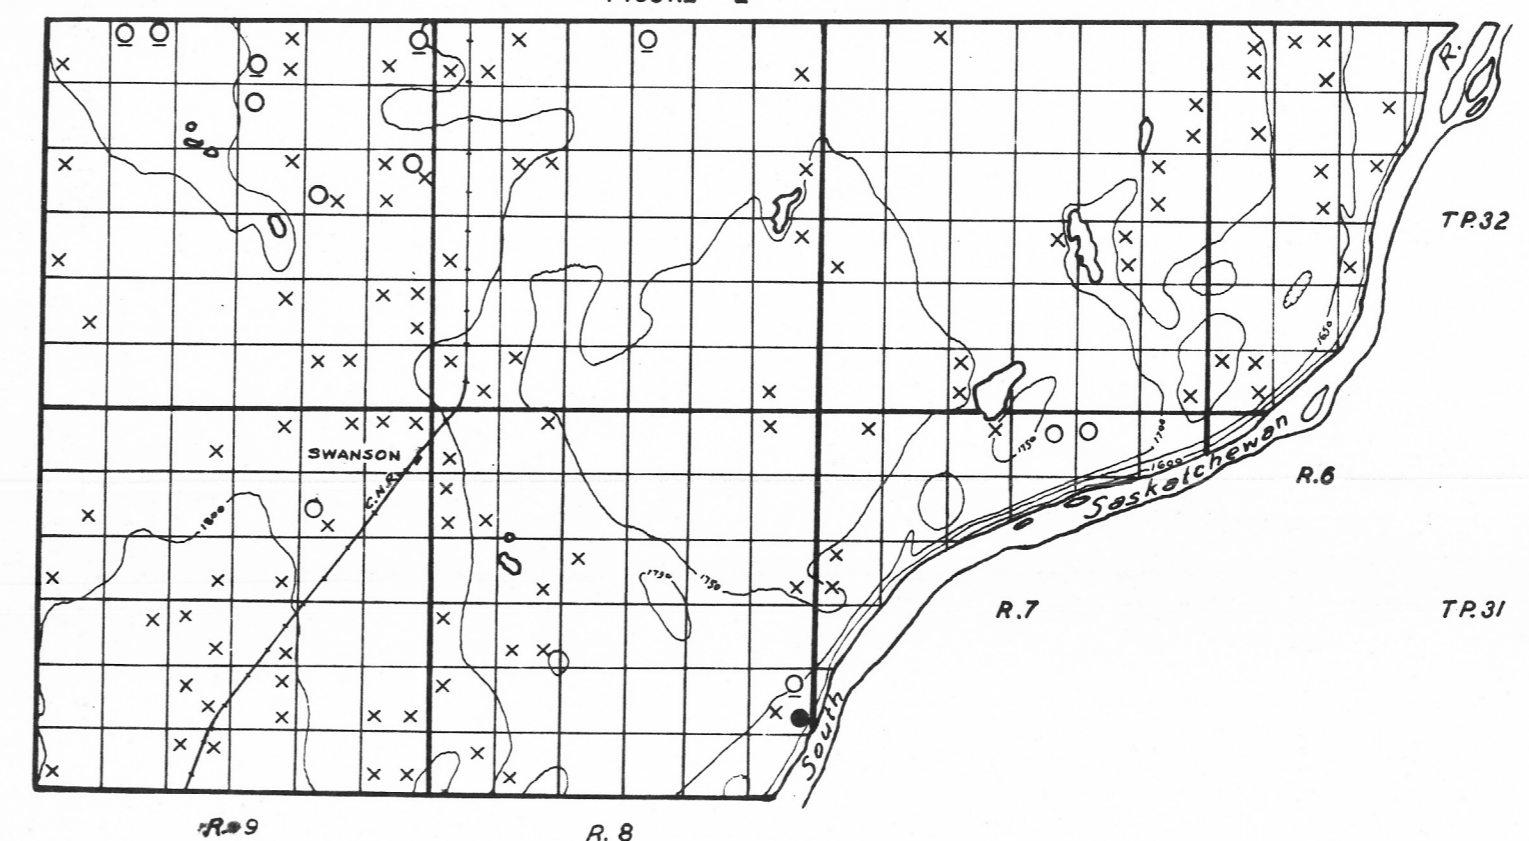 R.
TP.32
1650
1700
1750
SWANSON
C.N.R.
1600
Saskatchewan
R.6
1800
1750
1750
R.7
TP.31
South
R.9
R.8